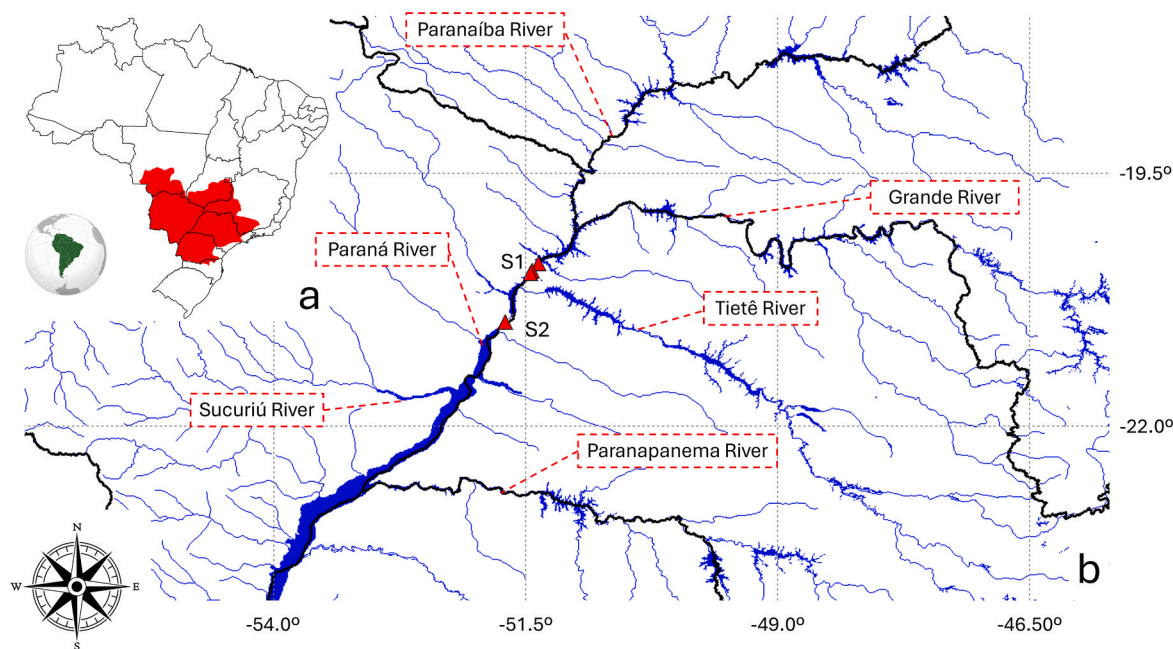 Paranaíba River
-19.5º
Grande River
Paraná River
S1
a
Tietê River
S2
Sucuriú River
-22.0º
Paranapanema River
N
W
E
S
b
-54.0º
-51.5º
-49.0º
-46.50º